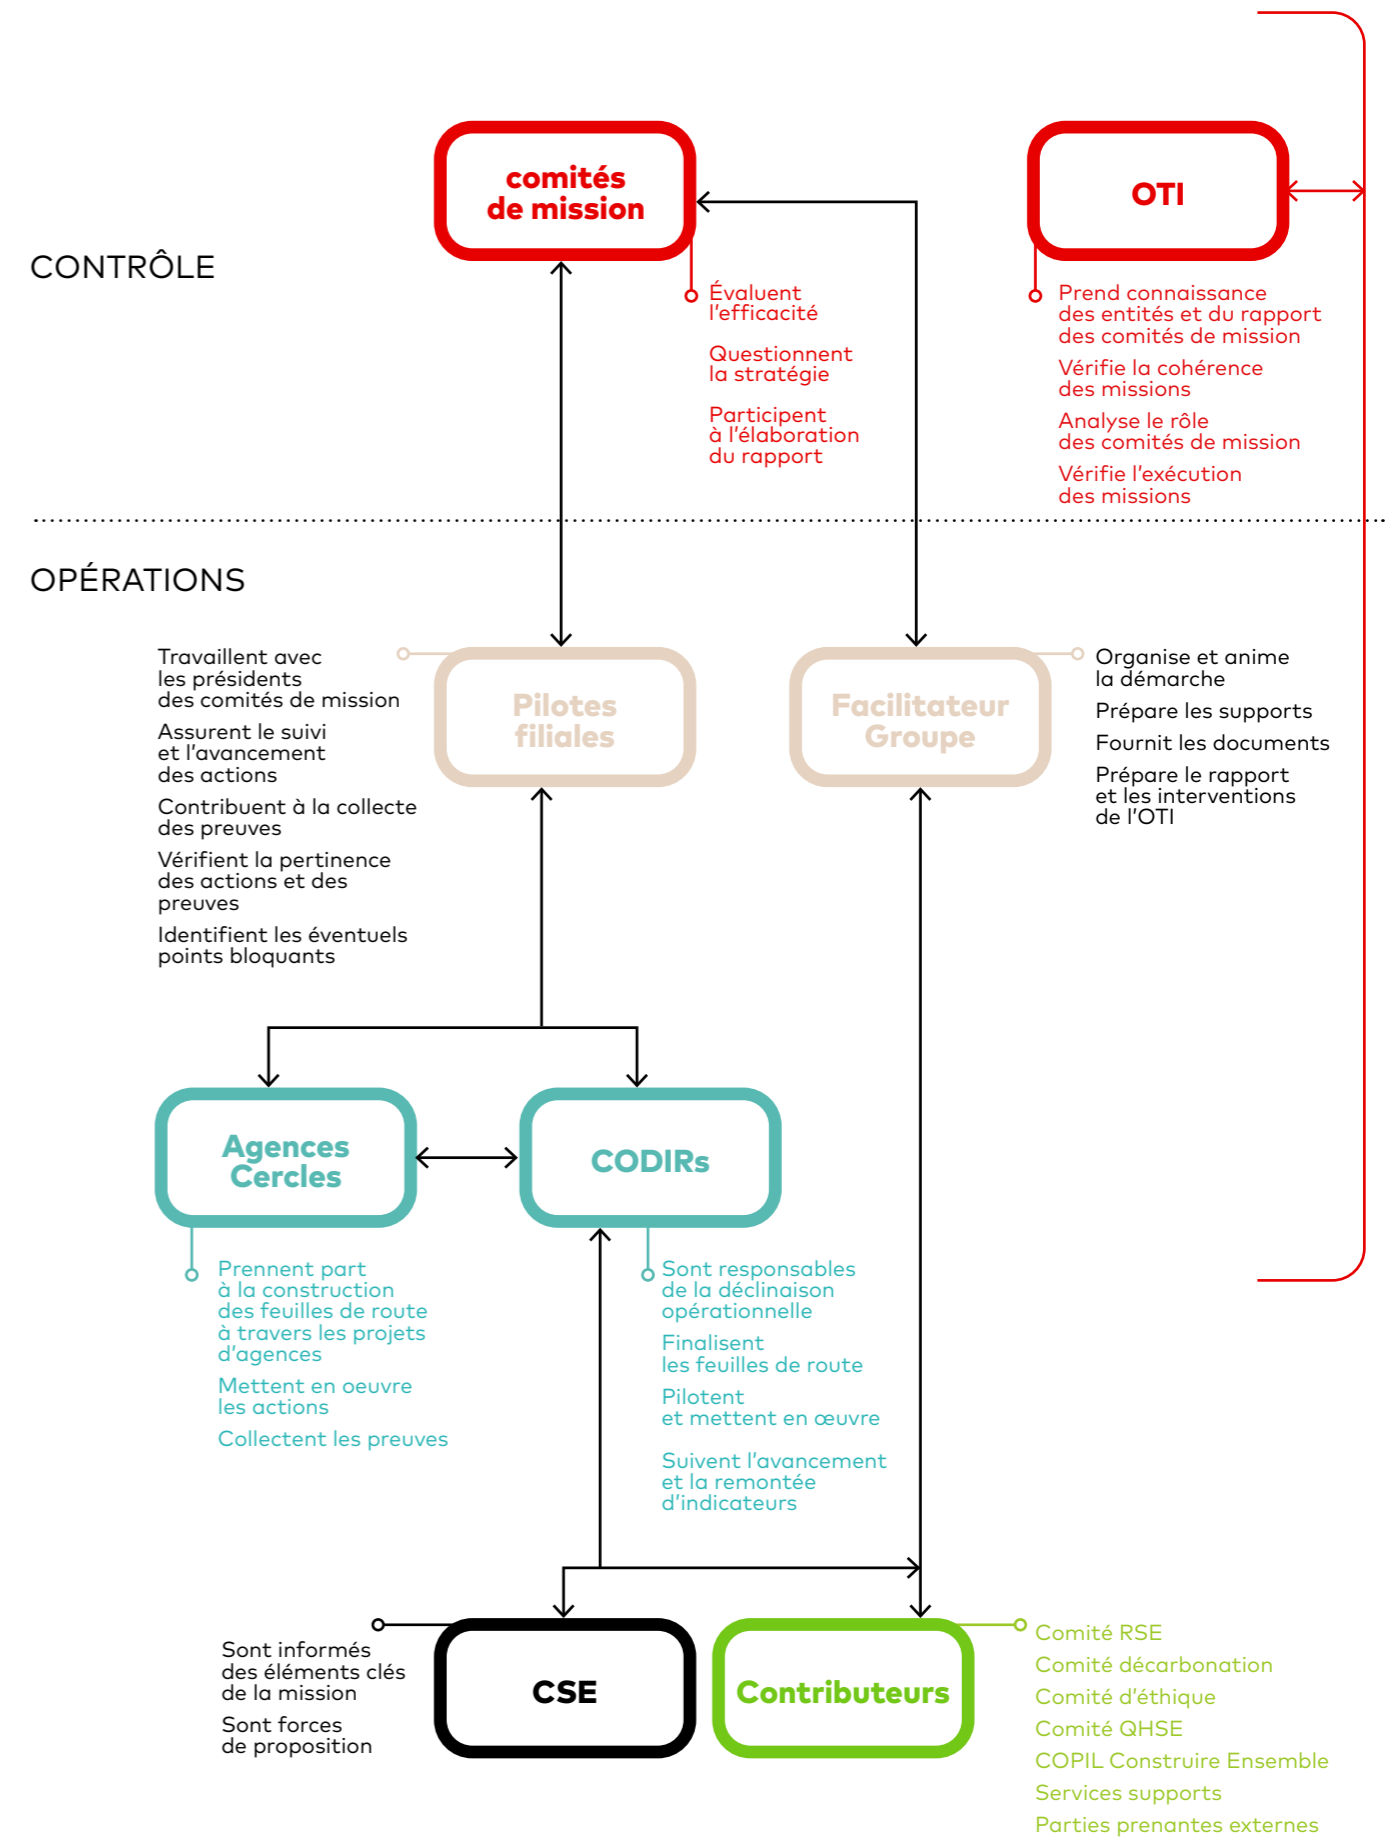 comités
de mission
OTI
CONTRÔLE
Évaluent
l'efficacité
Questionnent
la stratégie
Participent
à l'élaboration
du rapport
Prend connaissance
des entités et du rapport
des comités de mission
Vérifie la cohérence
des missions
Analyse le rôle
des comités de mission
Vérifie l'exécution
des missions
OPÉRATIONS
Travaillent avec
les présidents
des comités de mission
Assurent le suivi
et l'avancement
des actions
Contribuent à la collecte
des preuves
Vérifient la pertinence
des actions et des
preuves
Identifient les éventuels
points bloquants
Pilotes
filiales
Facilitateur
Groupe
Organise et anime
la démarche
Prépare les supports
Fournit les documents
Prépare le rapport
et les interventions
de l'OTI
Agences
Cercles
CODIRs
Prennent part
à la construction
des feuilles de route
à travers les projets
d'agences
Mettent en oeuvre
les actions
Collectent les preuves
Sont responsables
de la déclinaison
opérationnelle
Finalisent
les feuilles de route
Pilotent
et mettent en œuvre
Suivent l'avancement
et la remontée
d'indicateurs
Sont informés
des éléments clés
de la mission
Sont forces
de proposition
CSE
Contributeurs
Comité RSE
Comité décarbonation
Comité d'éthique
Comité QHSE
COPIL Construire Ensemble
Services supports
Parties prenantes externes